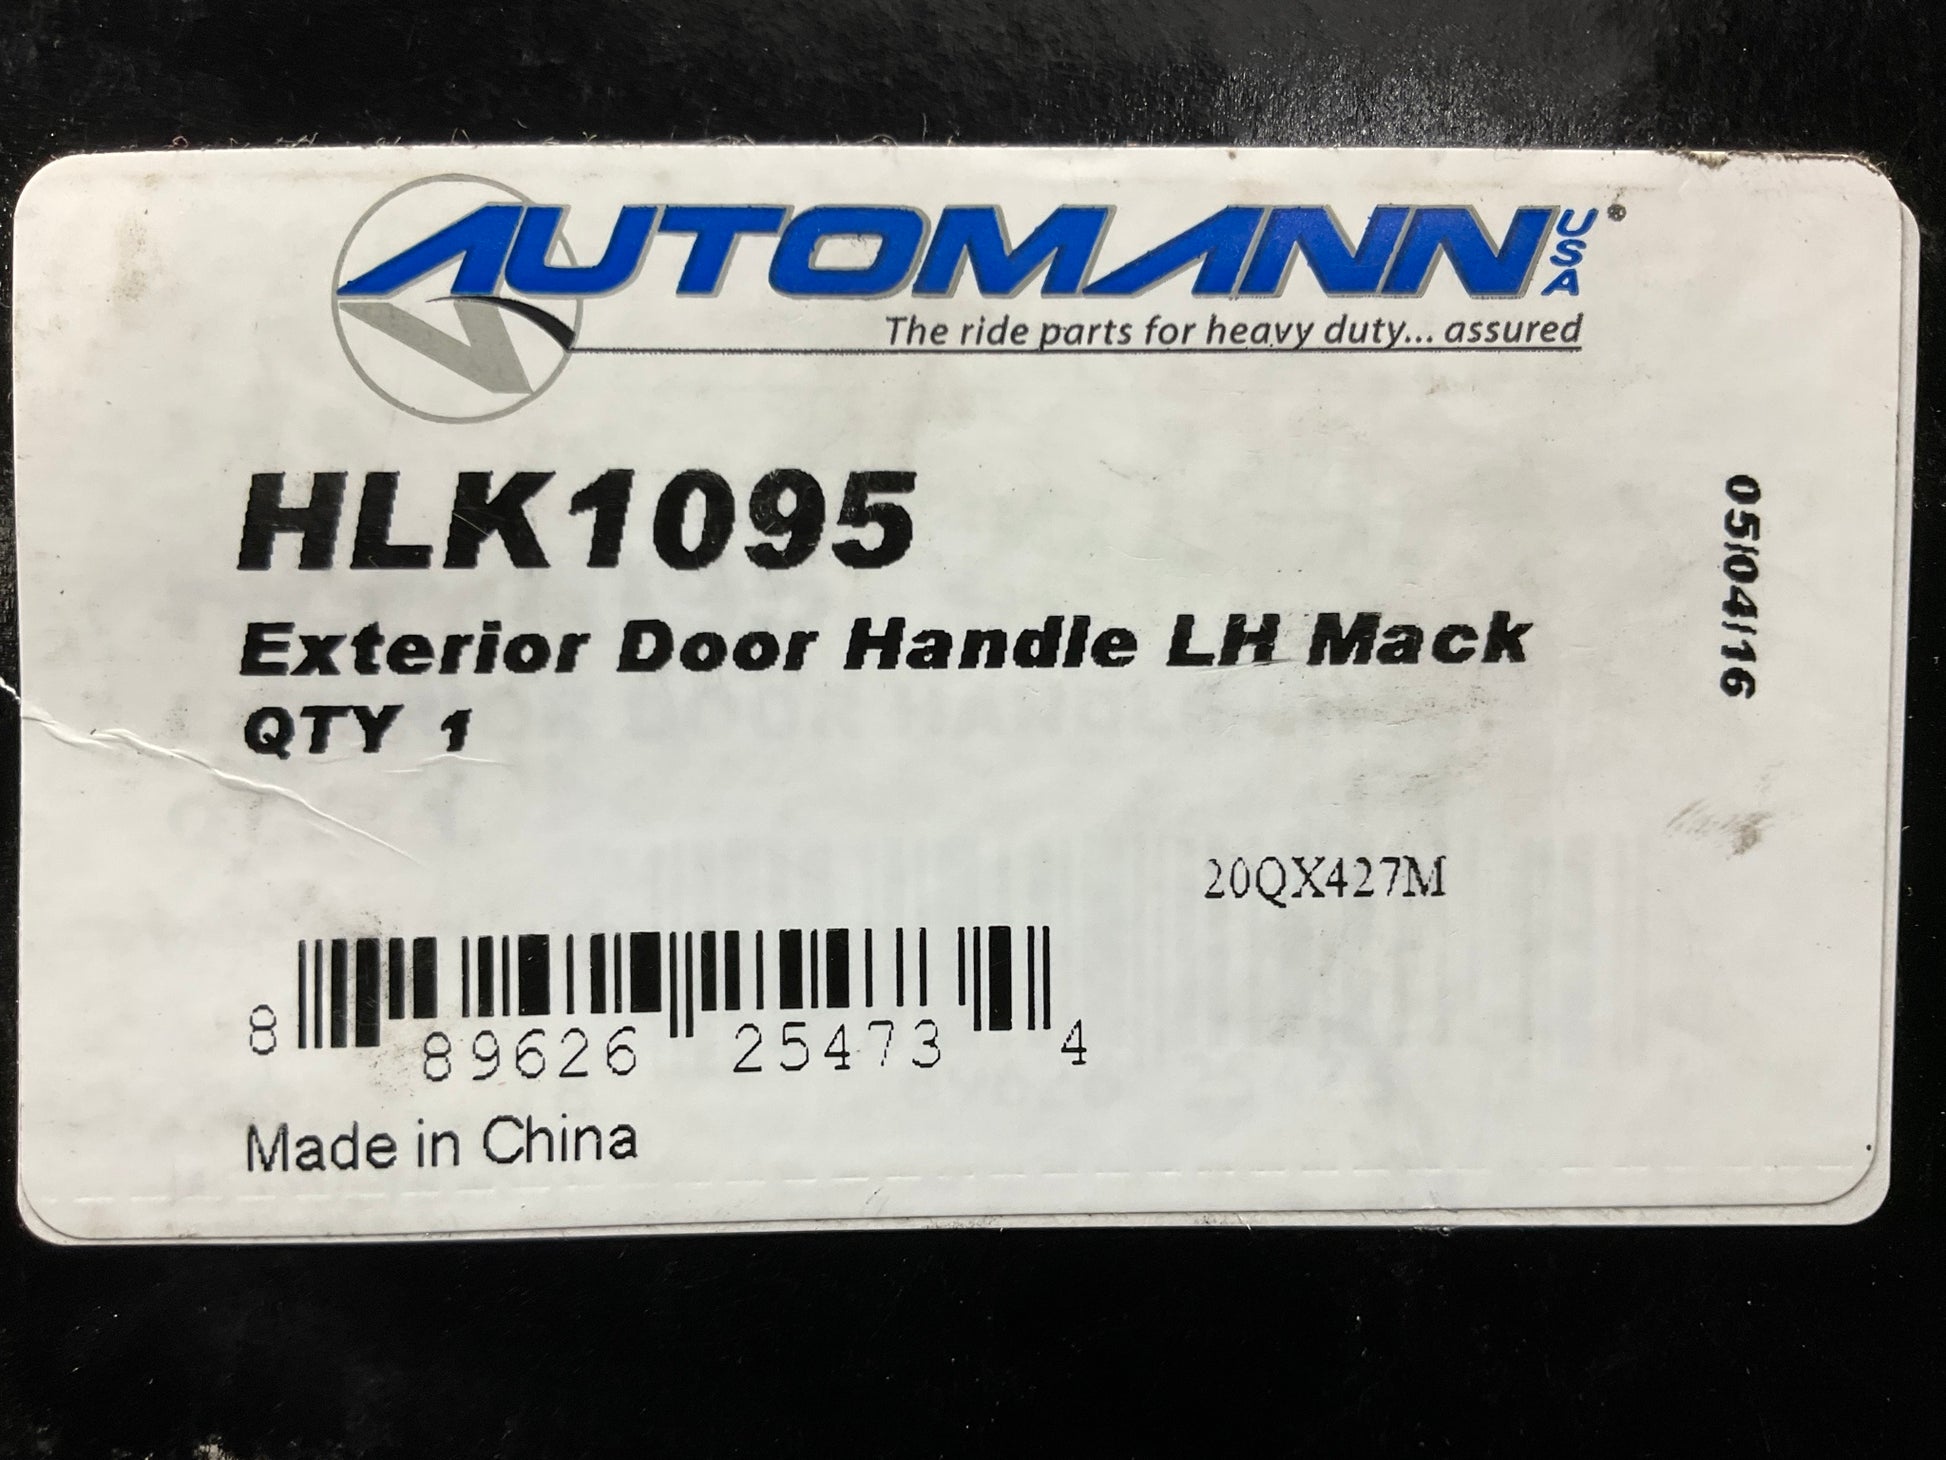 AUTOMANN USA®
The ride parts for heavy duty... assured
HLK1095
Exterior Door Handle LH Mack
QTY 1
05/04/16
20QX427M
8 89626 25473 4
Made in China